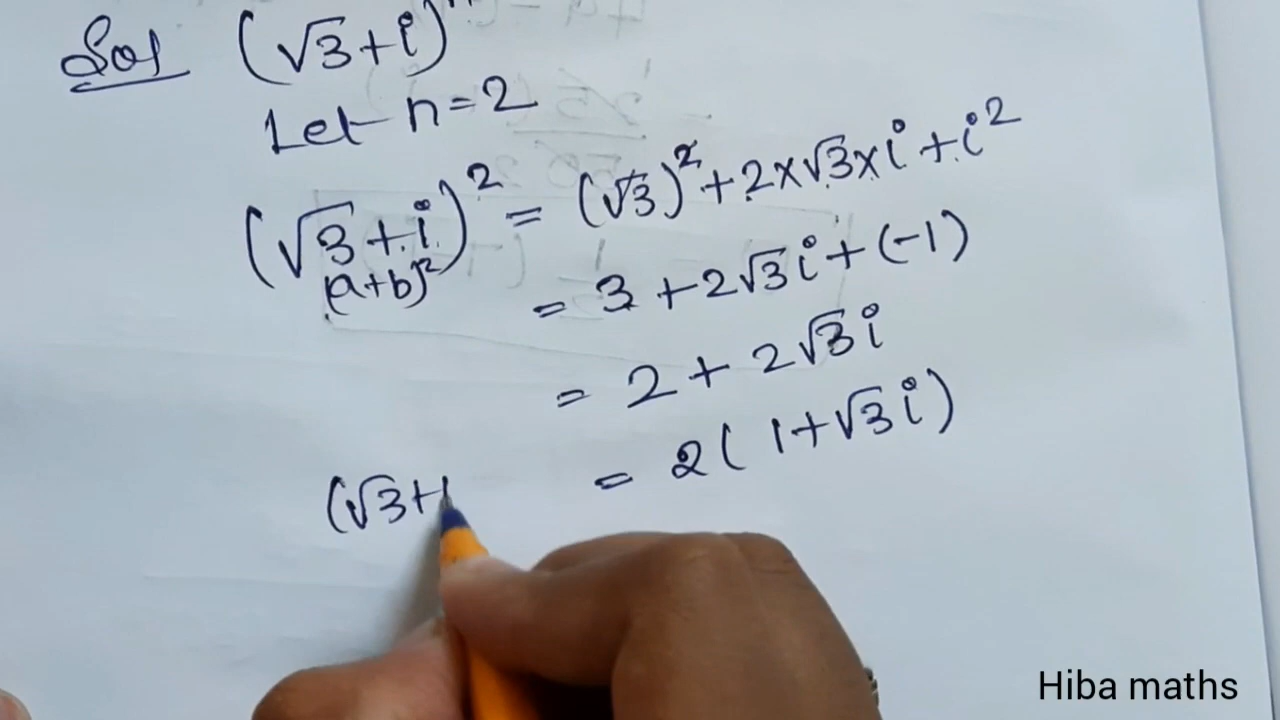 Sol (√3+i)ⁿ
Let n=2
(√3+i)² = (√3)²+2×√3×i+i²
(a+b)²
= 3+2√3i+(-1)
= 2+2√3i
= 2(1+√3i)
(√3+
Hiba maths